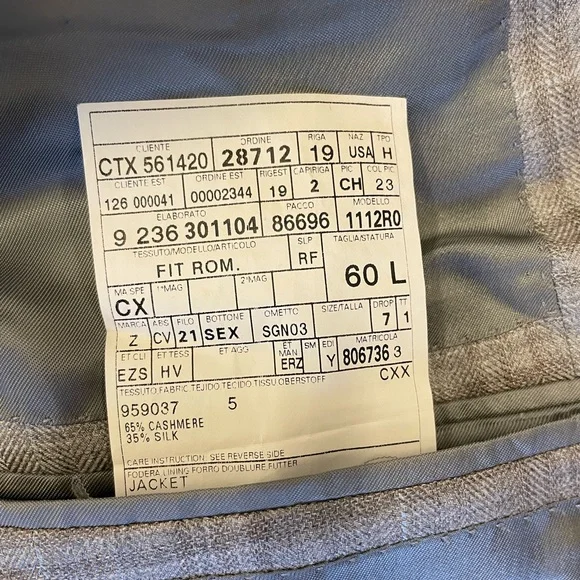 CLIENTE ORDINE RIGA NAZ TPO
CTX 561420 28712 19 USA H
CLIENTE EST ORDINE EST RIGEST CAP/RIGA PIC COL PIC
126 000041 00002344 19 2 CH 23
ELABORATO PACCO MODELLO
9 236 301104 86696 1112R0
TESSUTO/MODELLO/ARTICOLO SLP TAGLIA/STATURA
FIT ROM. RF 60 L
MA SPE 1°MAG 2°MAG
CX
MARCA ABS FILO BOTTONE OMETTO SIZE/TALLA DROP TT
Z CV 21 SEX SGN03 7 1
ET CLI ET TESS ET AGG ET MAN SM EDI MATRICOLA
EZS HV ERZ Y 806736 3
TESSUTO FABRIC TEJIDO TECIDO TISSU OBERSTOFF CXX
959037 5
65% CASHMERE
35% SILK
CARE INSTRUCTION: SEE REVERSE SIDE
FODERA LINING FORRO DOUBLURE FUTTER
JACKET